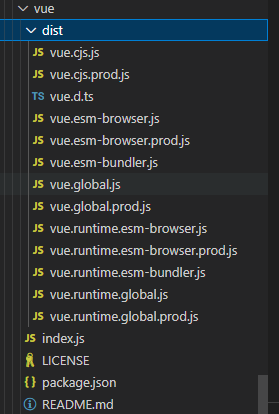 vue
dist
JS vue.cjs.js
JS vue.cjs.prod.js
TS vue.d.ts
JS vue.esm-browser.js
JS vue.esm-browser.prod.js
JS vue.esm-bundler.js
JS vue.global.js
JS vue.global.prod.js
JS vue.runtime.esm-browser.js
JS vue.runtime.esm-browser.prod.js
JS vue.runtime.esm-bundler.js
JS vue.runtime.global.js
JS vue.runtime.global.prod.js
JS index.js
LICENSE
{ } package.json
README.md